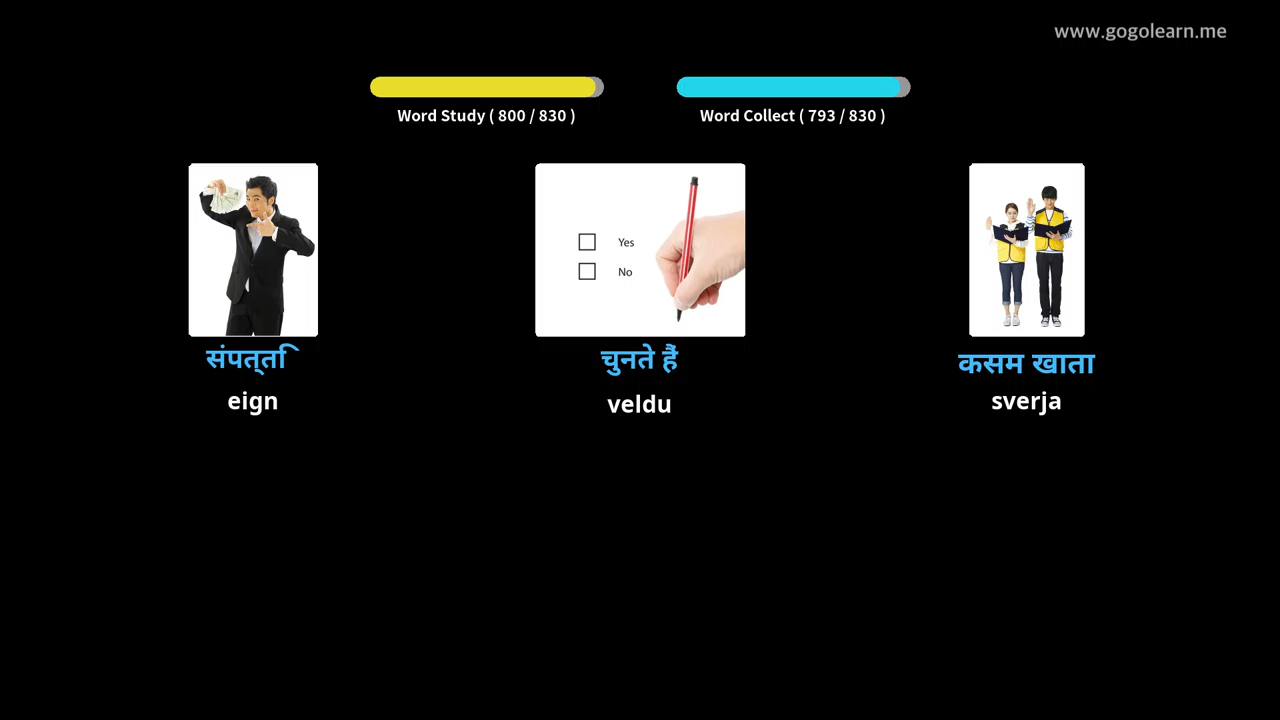 www.gogolearn.me
Word Study ( 800 / 830 )
Word Collect ( 793 / 830 )
Yes
No
संपत्ति
चुनते हैं
कसम खाता
eign
veldu
sverja